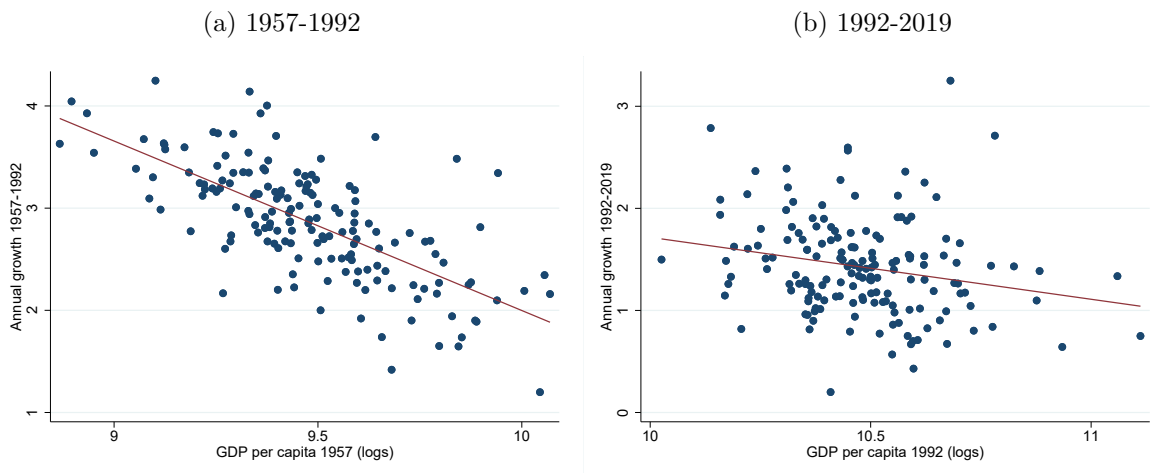 (a) 1957-1992
Annual growth 1957-1992
4
3
2
1
9
9.5
10
GDP per capita 1957 (logs)
(b) 1992-2019
Annual growth 1992-2019
3
2
1
0
10
10.5
11
GDP per capita 1992 (logs)